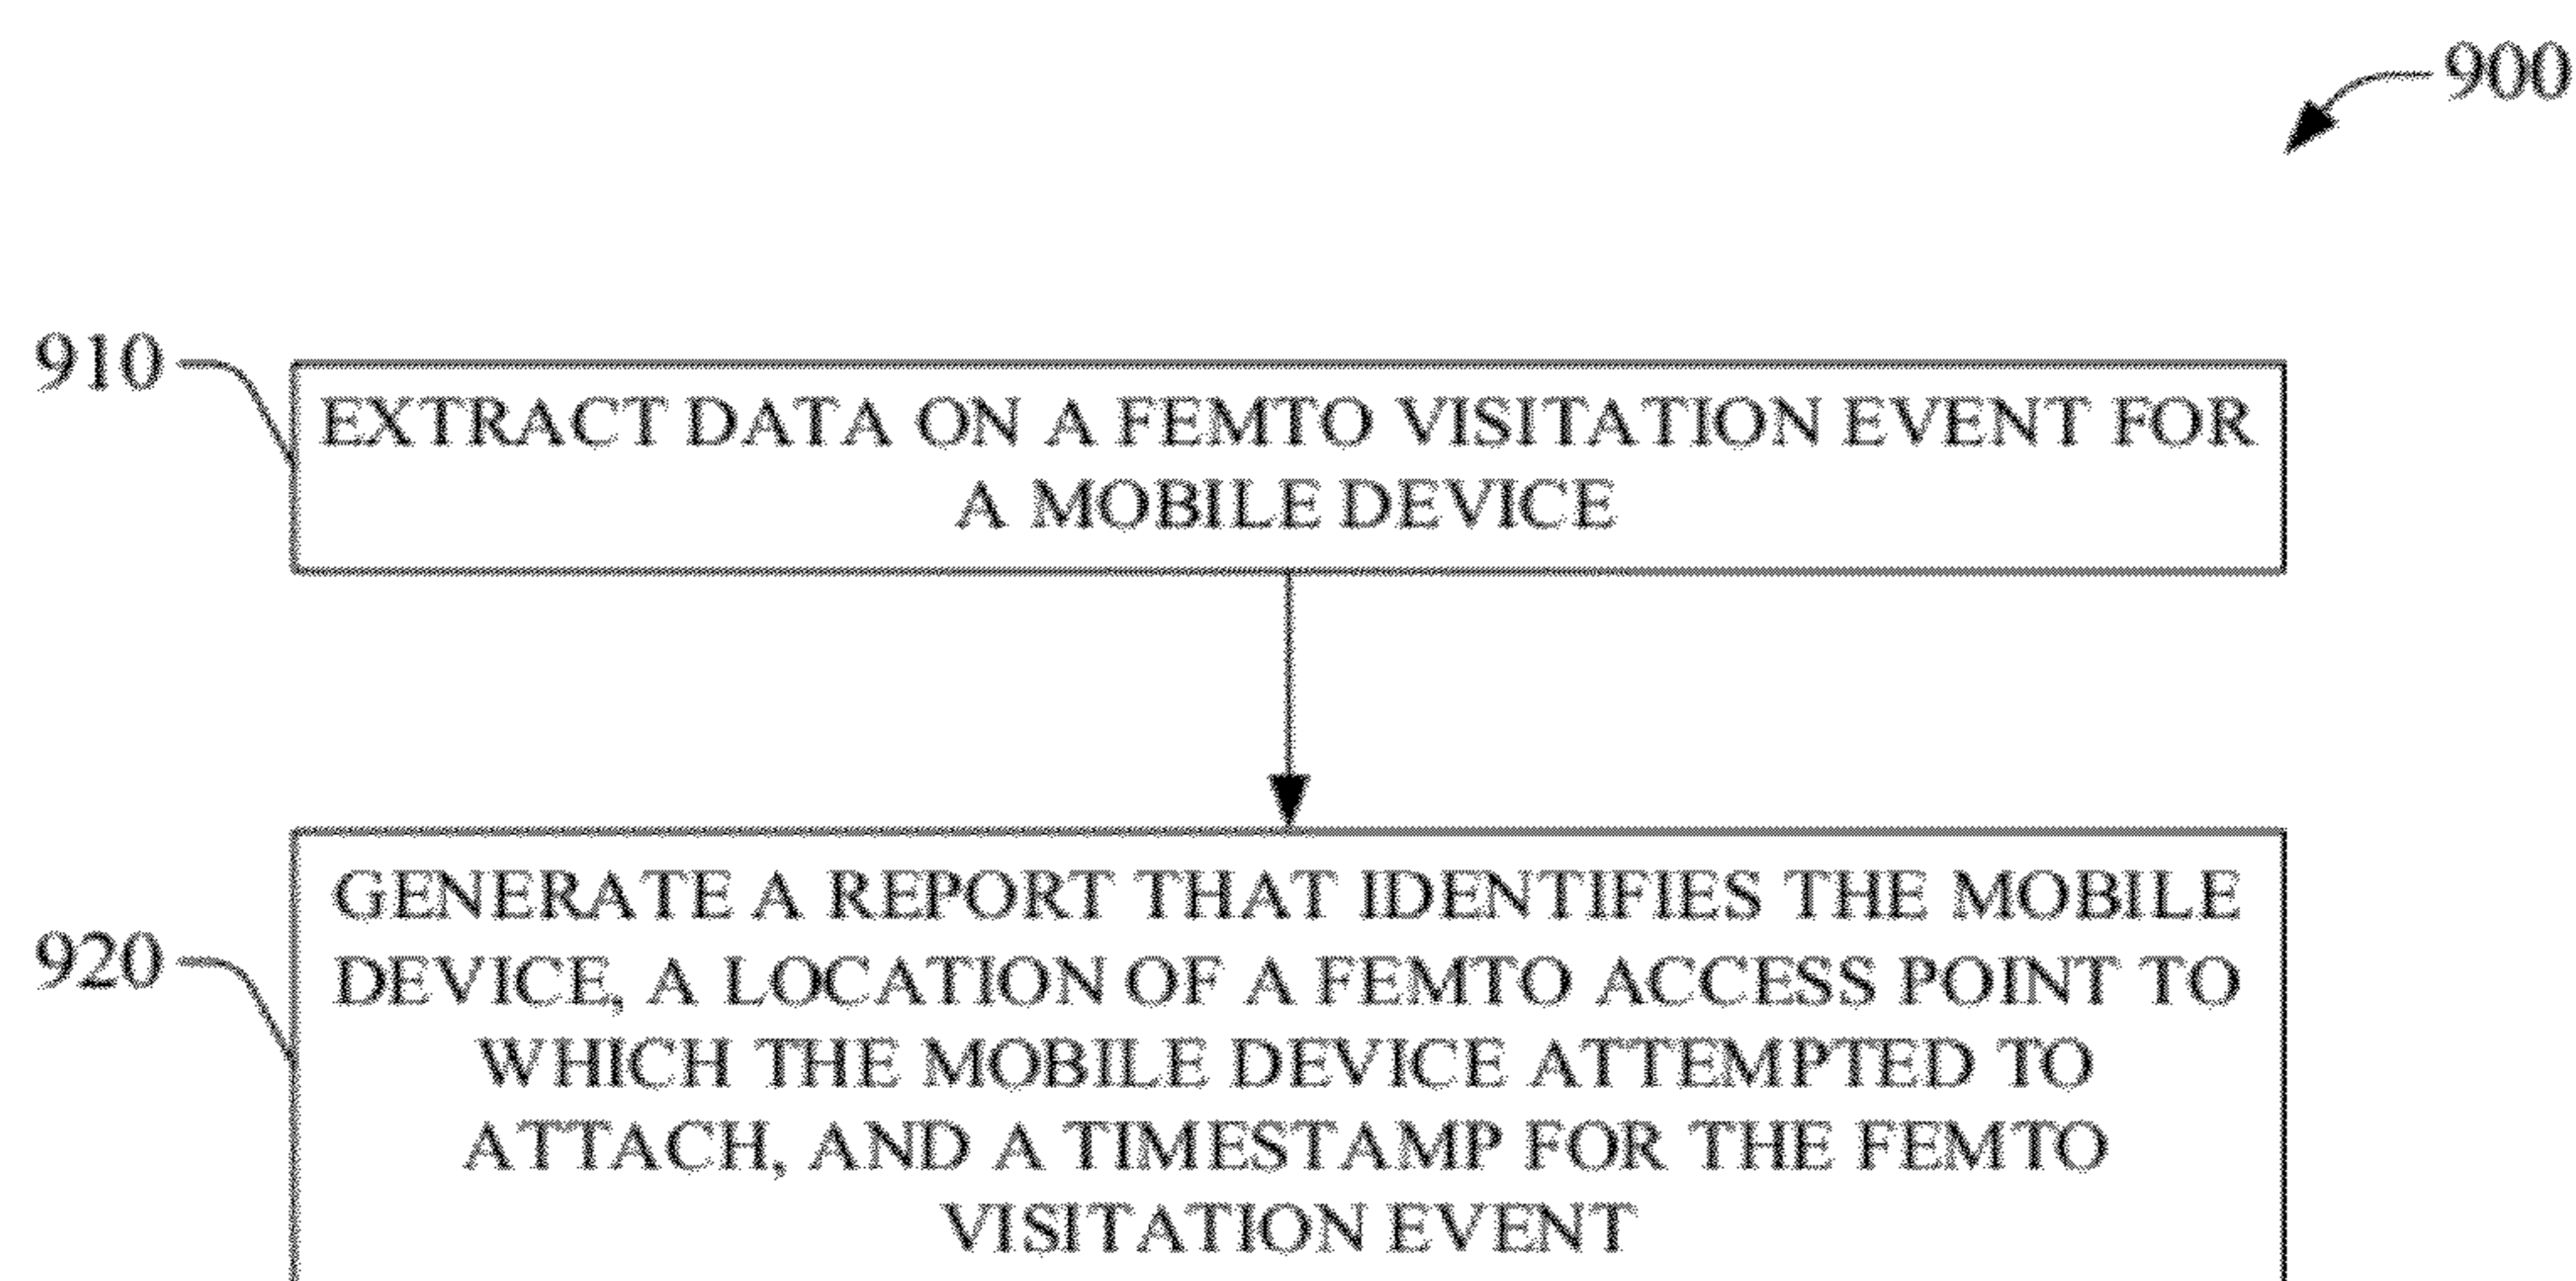 900
910
EXTRACT DATA ON A FEMTO VISITATION EVENT FOR
A MOBILE DEVICE
GENERATE A REPORT THAT IDENTIFIES THE MOBILE
920
DEVICE, A LOCATION OF A FEMTO ACCESS POINT TO
WHICH THE MOBILE DEVICE ATTEMPTED TO
ATTACH, AND A TIMESTAMP FOR THE FEMTO
VISITATION EVENT